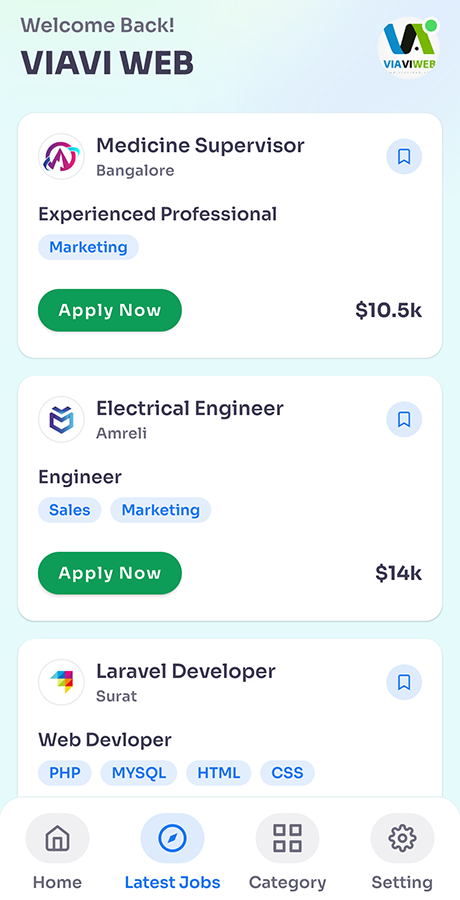 Welcome Back!
VIAVI WEB
VIAVIWEB
Medicine Supervisor
Bangalore
Experienced Professional
Marketing
Apply Now
$10.5k
Electrical Engineer
Amreli
Engineer
Sales Marketing
Apply Now
$14k
Laravel Developer
Surat
Web Devloper
PHP MYSQL HTML CSS
Home Latest Jobs Category Setting